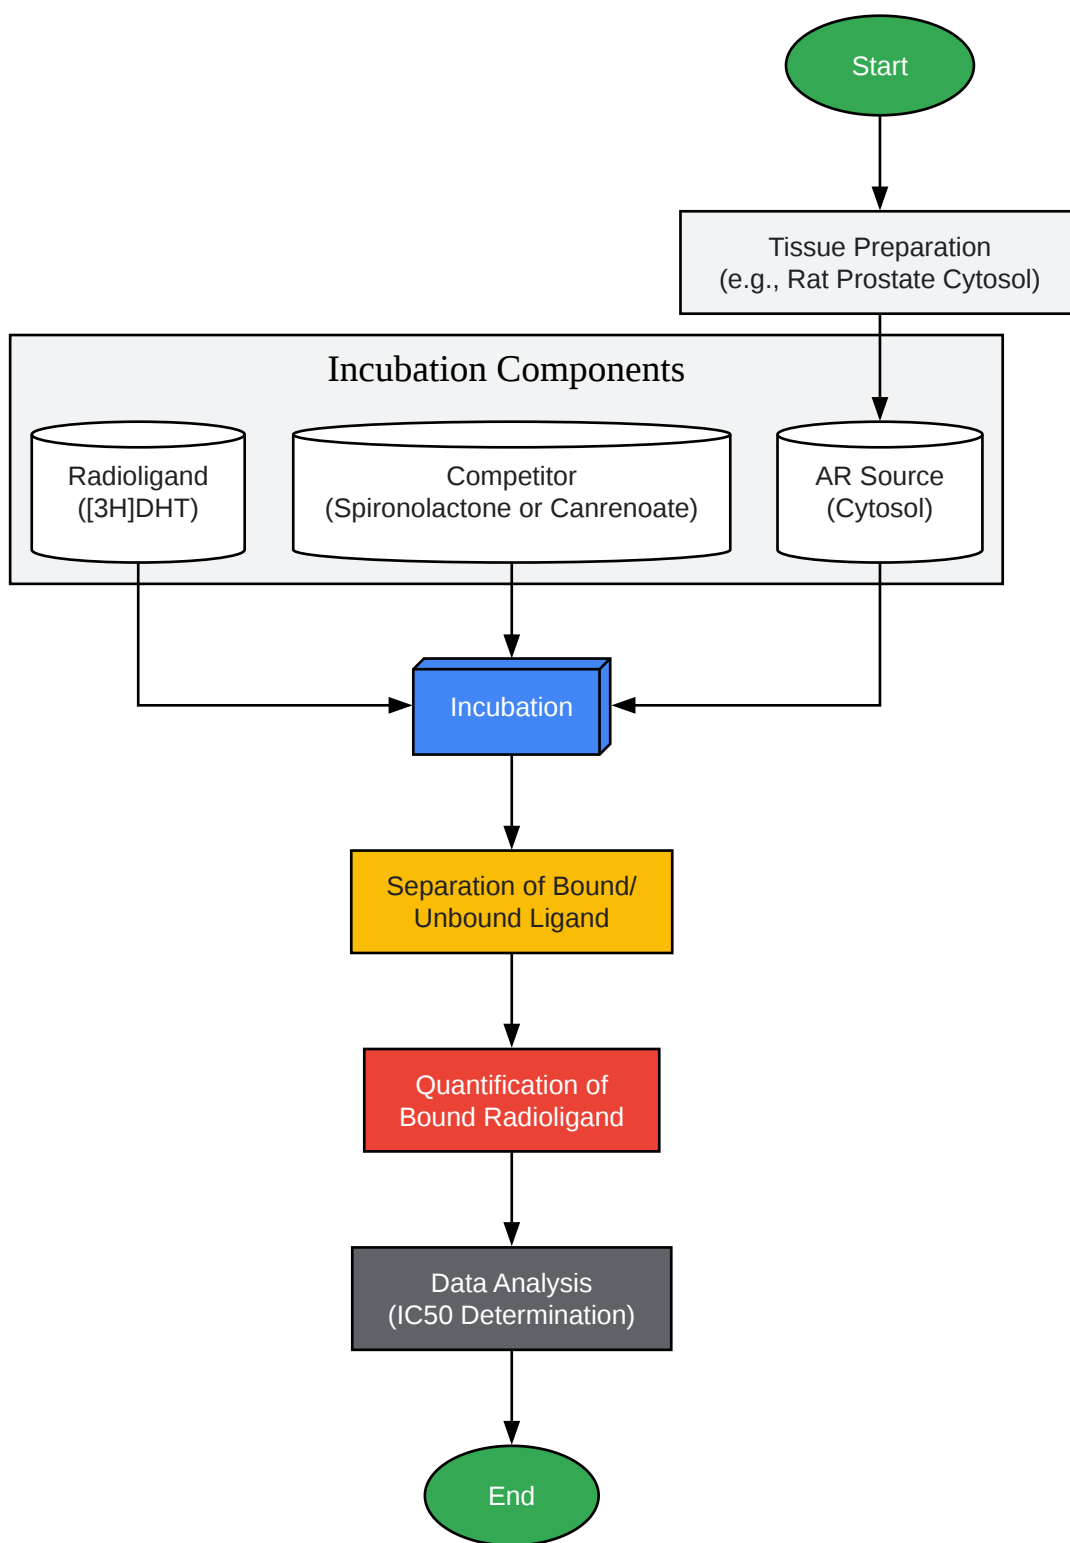 Start
Tissue Preparation
(e.g., Rat Prostate Cytosol)
Incubation Components
Radioligand
([3H]DHT)
Competitor
(Spironolactone or Canrenoate)
AR Source
(Cytosol)
Incubation
Separation of Bound/
Unbound Ligand
Quantification of
Bound Radioligand
Data Analysis
(IC50 Determination)
End